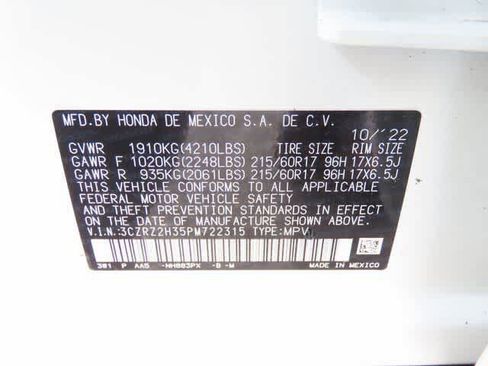 MFD.BY HONDA DE MEXICO S.A. DE C.V.
10/'22
GVWR 1910KG(4210LBS) TIRE SIZE RIM SIZE
GAWR F 1020KG(2248LBS) 215/60R17 96H 17X6.5J
GAWR R 935KG(2061LBS) 215/60R17 96H 17X6.5J
THIS VEHICLE CONFORMS TO ALL APPLICABLE
FEDERAL MOTOR VEHICLE SAFETY AND
THEFT PREVENTION STANDARDS IN EFFECT ON
THE DATE OF MANUFACTURE SHOWN ABOVE.
V.I.N.:3CZRZ2H35PM722315 TYPE:MPV
301 P AA5 -NH883PX -B -M
MADE IN MEXICO